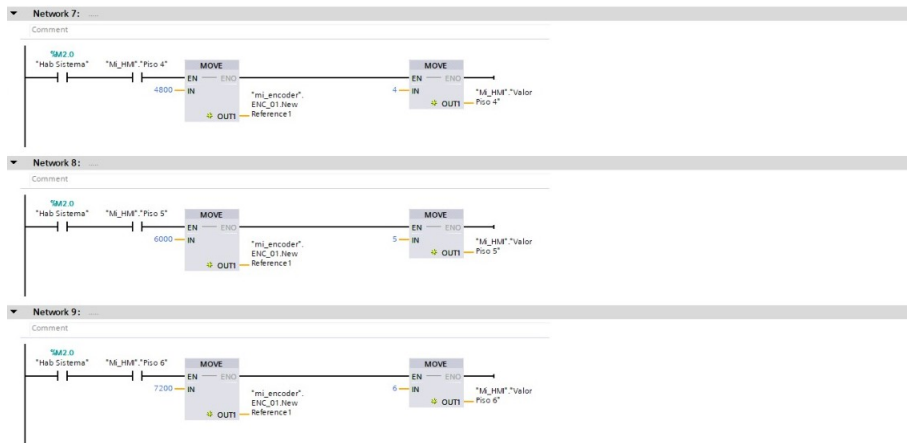 Network 7: ....
Comment
%M2.0
"Hab Sistema" "Mi_HMI"."Piso 4" MOVE MOVE
EN ENO EN ENO
4800 IN 4 IN
"mi_encoder".
ENC_01.New
OUT1 Reference1
"Mi_HMI"."Valor
OUT1 Piso 4"
Network 8: ....
Comment
%M2.0
"Hab Sistema" "Mi_HMI"."Piso 5" MOVE MOVE
EN ENO EN ENO
6000 IN 5 IN
"mi_encoder".
ENC_01.New
OUT1 Reference1
"Mi_HMI"."Valor
OUT1 Piso 5"
Network 9: ....
Comment
%M2.0
"Hab Sistema" "Mi_HMI"."Piso 6" MOVE MOVE
EN ENO EN ENO
7200 IN 6 IN
"mi_encoder".
ENC_01.New
OUT1 Reference1
"Mi_HMI"."Valor
OUT1 Piso 6"